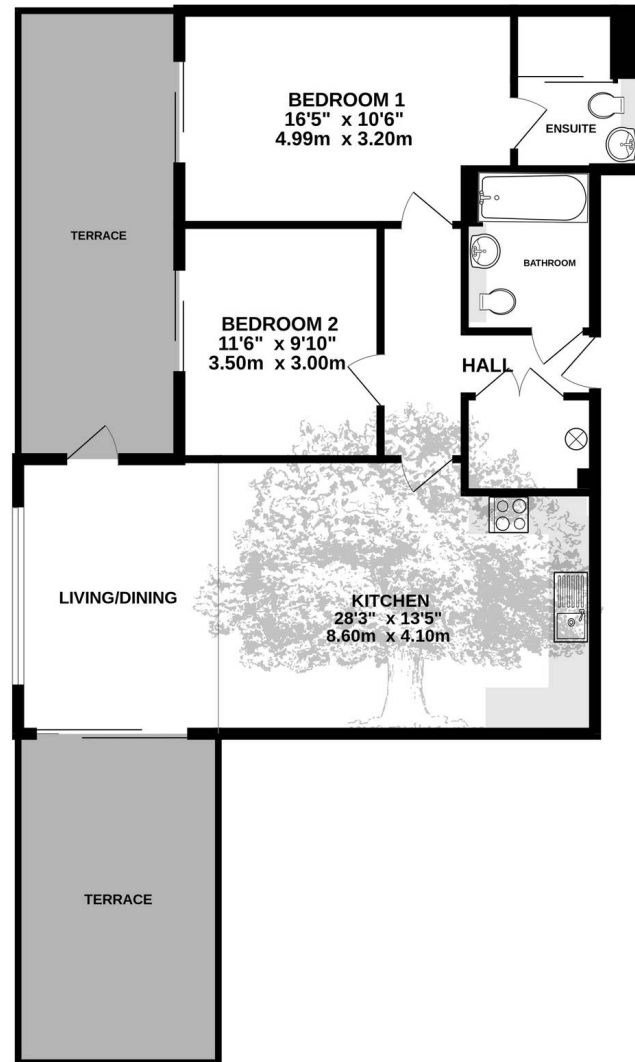 BEDROOM 1
16'5" x 10'6"
4.99m x 3.20m
ENSUITE
TERRACE
BATHROOM
BEDROOM 2
11'6" x 9'10"
3.50m x 3.00m
HALL
LIVING/DINING
KITCHEN
28'3" x 13'5"
8.60m x 4.10m
TERRACE